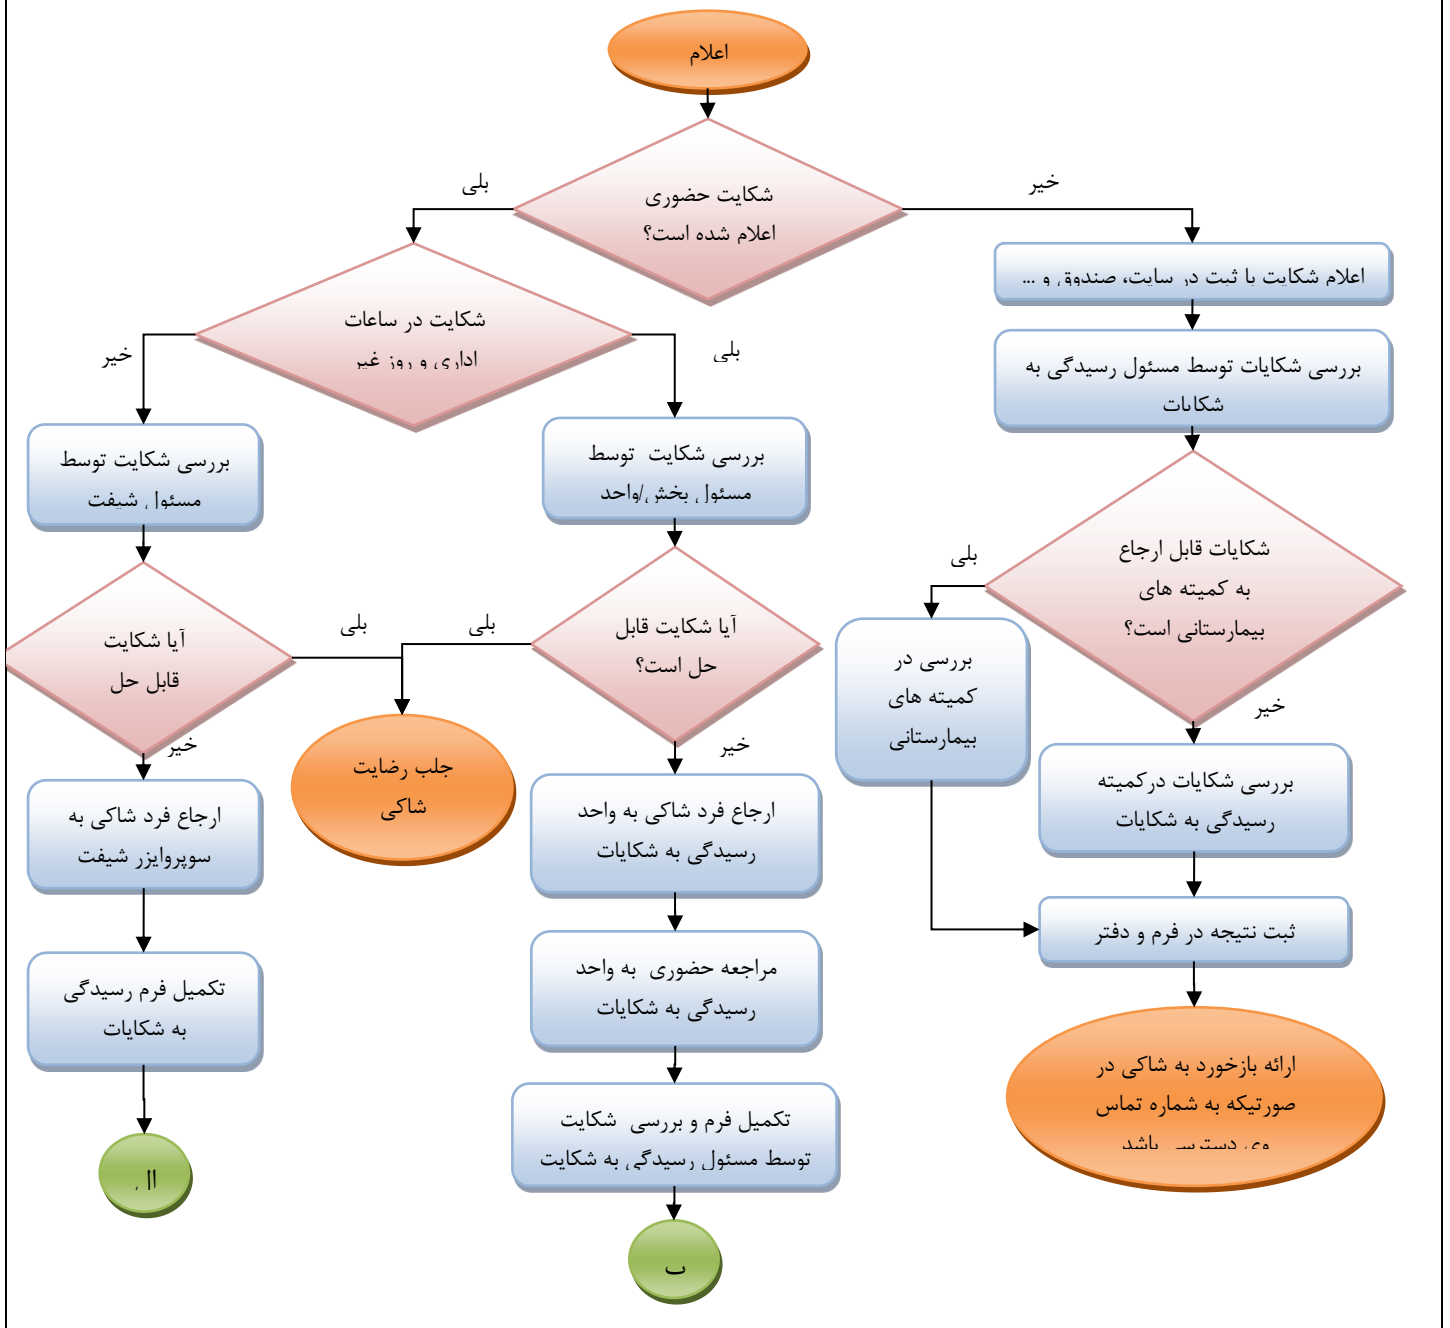 اعلام
شکایت حضوری
اعلام شده است؟
خیر
بلی
اعلام شکایت با ثبت در سایت، صندوق و ...
بررسی شکایات توسط مسئول رسیدگی به
شکایات
شکایات قابل ارجاع
به کمیته های
بیمارستانی است؟
بلی
خیر
بررسی در
کمیته های
بیمارستانی
بررسی شکایات درکمیته
رسیدگی به شکایات
ثبت نتیجه در فرم و دفتر
ارائه بازخورد به شاکی در
صورتیکه به شماره تماس
وی دسترسی باشد
شکایت در ساعات
اداری و روز غیر
بلی
خیر
بررسی شکایت توسط
مسئول بخش/واحد
آیا شکایت قابل
حل است؟
بلی
خیر
ارجاع فرد شاکی به واحد
رسیدگی به شکایات
مراجعه حضوری به واحد
رسیدگی به شکایات
تکمیل فرم و بررسی شکایت
توسط مسئول رسیدگی به شکایت
ب
بررسی شکایت توسط
مسئول شیفت
آیا شکایت
قابل حل
بلی
خیر
جلب رضایت
شاکی
ارجاع فرد شاکی به
سوپروایزر شیفت
تکمیل فرم رسیدگی
به شکایات